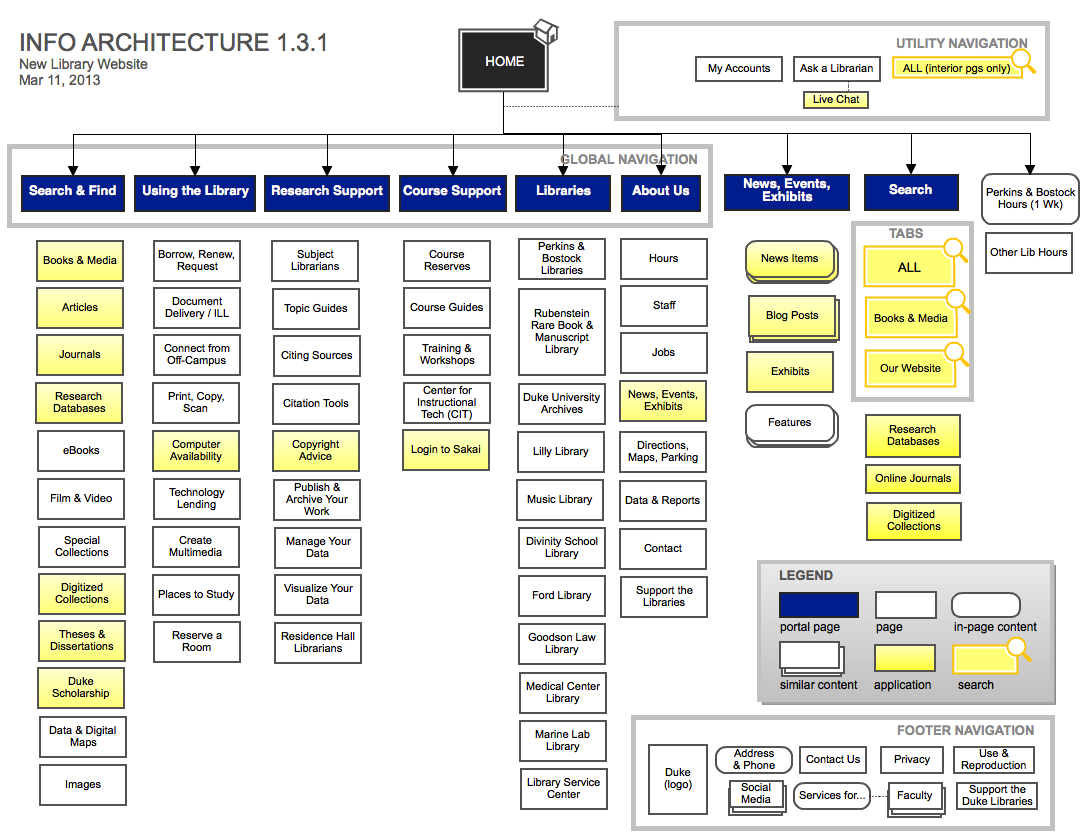 INFO ARCHITECTURE 1.3.1
New Library Website
Mar 11, 2013
HOME
UTILITY NAVIGATION
My Accounts
Ask a Librarian
ALL (interior pgs only)
Live Chat
GLOBAL NAVIGATION
Search & Find
Using the Library
Research Support
Course Support
Libraries
About Us
News, Events,
Exhibits
Search
Perkins & Bostock
Hours (1 Wk)
Other Lib Hours
Books & Media
Articles
Journals
Research
Databases
eBooks
Film & Video
Special
Collections
Digitized
Collections
Theses &
Dissertations
Duke
Scholarship
Data & Digital
Maps
Images
Borrow, Renew,
Request
Document
Delivery / ILL
Connect from
Off-Campus
Print, Copy,
Scan
Computer
Availability
Technology
Lending
Create
Multimedia
Places to Study
Reserve a
Room
Subject
Librarians
Topic Guides
Citing Sources
Citation Tools
Copyright
Advice
Publish &
Archive Your
Work
Manage Your
Data
Visualize Your
Data
Residence Hall
Librarians
Course
Reserves
Course Guides
Training &
Workshops
Center for
Instructional
Tech (CIT)
Login to Sakai
Perkins &
Bostock
Libraries
Rubenstein
Rare Book &
Manuscript
Library
Duke University
Archives
Lilly Library
Music Library
Divinity School
Library
Ford Library
Goodson Law
Library
Medical Center
Library
Marine Lab
Library
Library Service
Center
Hours
Staff
Jobs
News, Events,
Exhibits
Directions,
Maps, Parking
Data & Reports
Contact
Support the
Libraries
News Items
Blog Posts
Exhibits
Features
TABS
ALL
Books & Media
Our Website
Research
Databases
Online Journals
Digitized
Collections
LEGEND
portal page
page
in-page content
similar content
application
search
FOOTER NAVIGATION
Duke
(logo)
Address
& Phone
Contact Us
Privacy
Use &
Reproduction
Social
Media
Services for...
Faculty
Support the
Duke Libraries